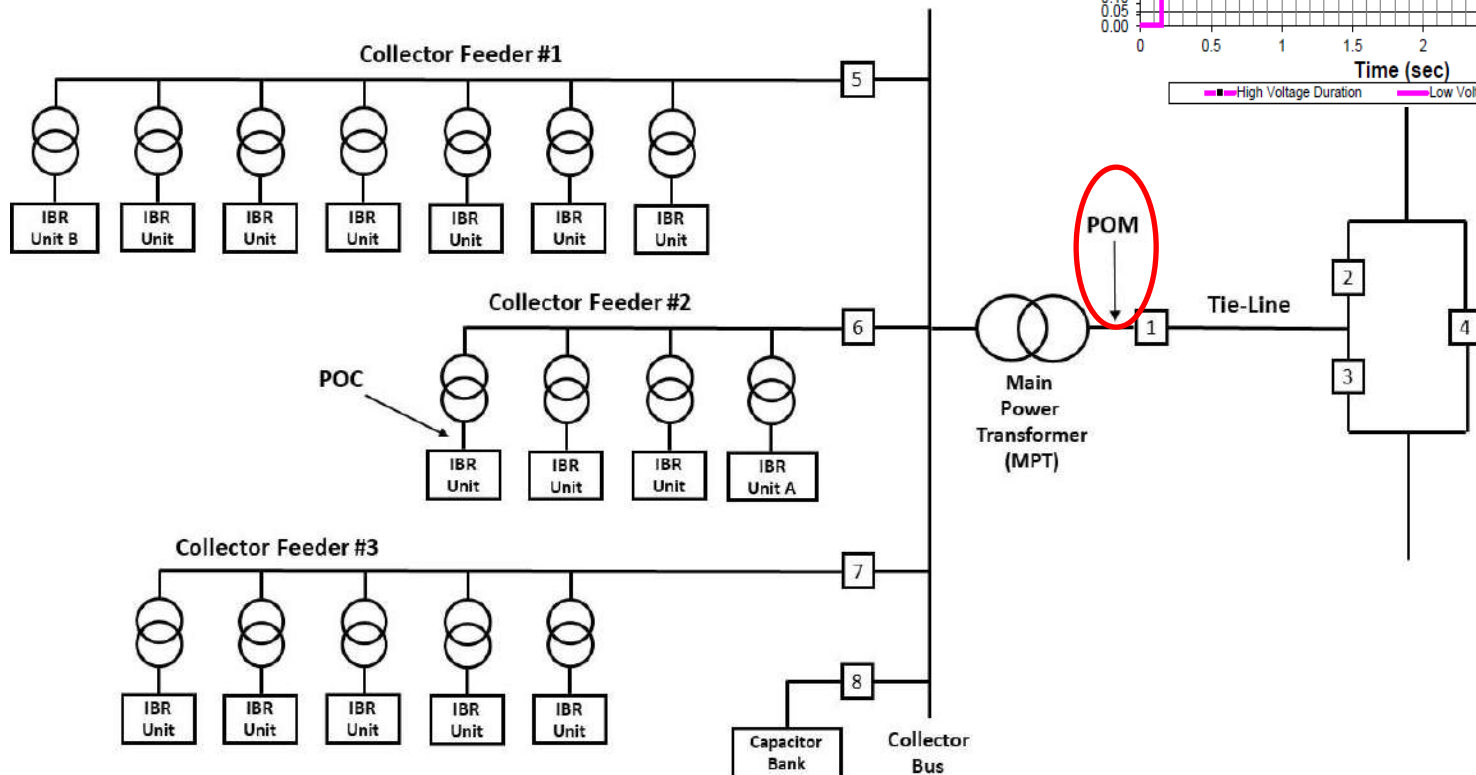 0.05
0.00
0
0.5
1
1.5
2
Time (sec)
High Voltage Duration
Collector Feeder #1
5
IBR
Unit B
IBR
Unit
IBR
Unit
IBR
Unit
IBR
Unit
IBR
Unit
IBR
Unit
POM
Collector Feeder #2
6
1
Tie-Line
2
3
4
POC
Main
Power
Transformer
(MPT)
IBR
Unit
IBR
Unit
IBR
Unit
IBR
Unit A
Collector Feeder #3
7
IBR
Unit
IBR
Unit
IBR
Unit
IBR
Unit
IBR
Unit
8
Capacitor
Bank
Collector
Bus